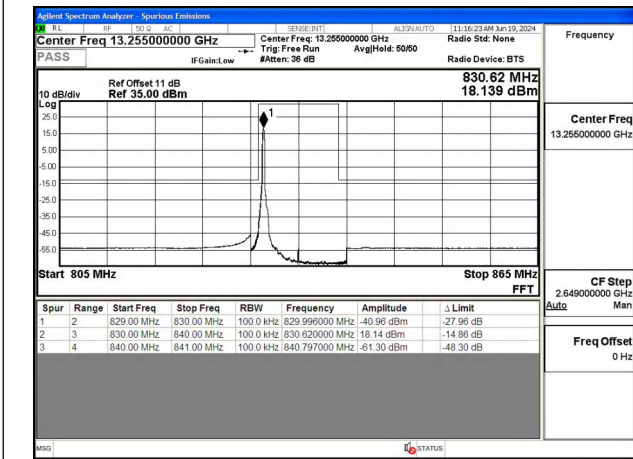 Agilent Spectrum Analyzer - Spurious Emissions
RL RF 50 Ω AC SENSE:INT ALIGN AUTO 11:16:23 AM Jun 19, 2024
Center Freq 13.255000000 GHz Center Freq: 13.255000000 GHz Radio Std: None
Trig: Free Run Avg|Hold: 50/50
PASS IFGain:Low #Atten: 36 dB Radio Device: BTS
Frequency
830.62 MHz
Ref Offset 11 dB
10 dB/div Ref 35.00 dBm 18.139 dBm
Log
25.0
1
15.0
5.00
-5.00
-15.0
-25.0
-35.0
-45.0
-55.0
Start 805 MHz Stop 865 MHz
FFT
Center Freq
13.255000000 GHz
CF Step
2.649000000 GHz
Auto Man
Freq Offset
0 Hz
Spur Range Start Freq Stop Freq RBW Frequency Amplitude Δ Limit
1 2 829.00 MHz 830.00 MHz 100.0 kHz 829.996000 MHz -40.96 dBm -27.96 dB
2 3 830.00 MHz 840.00 MHz 100.0 kHz 830.620000 MHz 18.14 dBm -14.86 dB
3 4 840.00 MHz 841.00 MHz 100.0 kHz 840.797000 MHz -61.30 dBm -48.30 dB
MSG STATUS